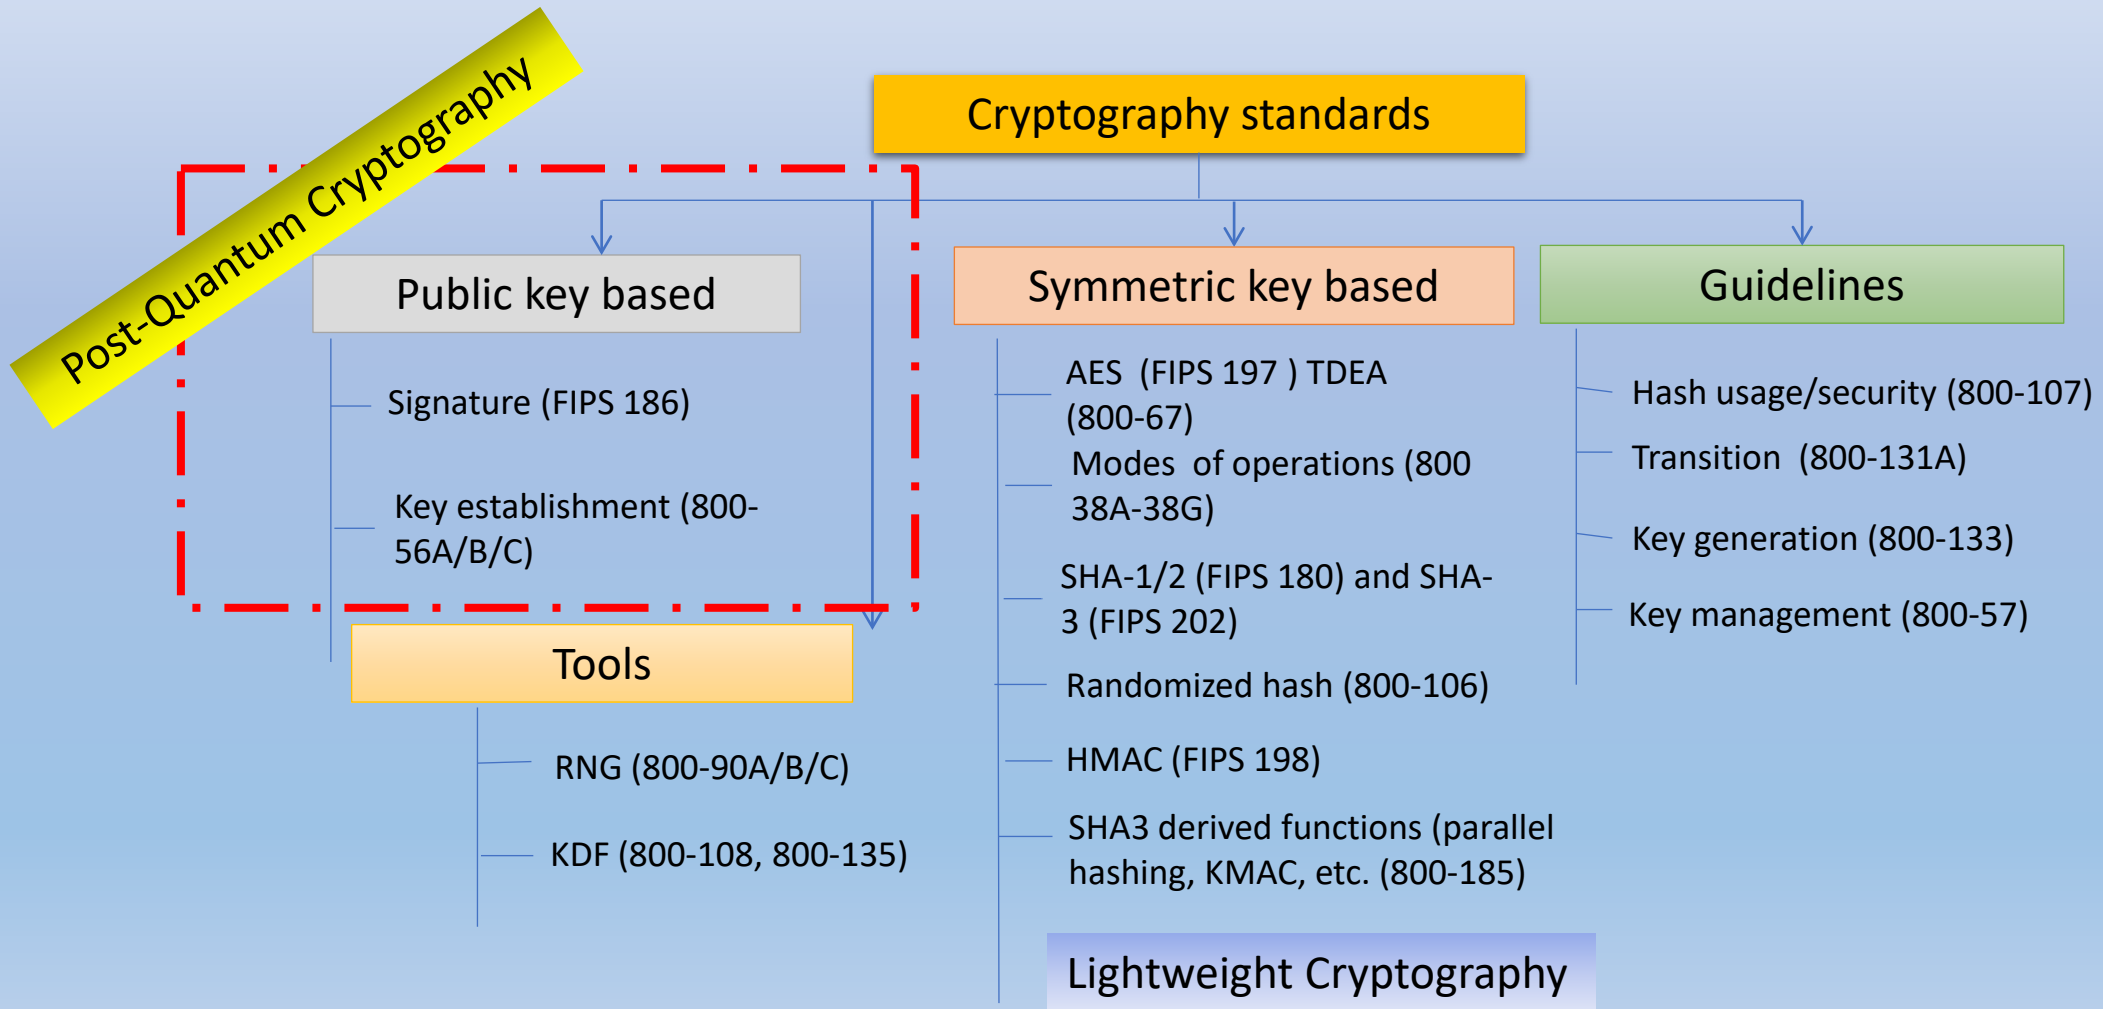 Post-Quantum Cryptography
Cryptography standards
Public key based
Signature (FIPS 186)
Key establishment (800-
56A/B/C)
Tools
RNG (800-90A/B/C)
KDF (800-108, 800-135)
Symmetric key based
AES (FIPS 197 ) TDEA
(800-67)
Modes of operations (800
38A-38G)
SHA-1/2 (FIPS 180) and SHA-
3 (FIPS 202)
Randomized hash (800-106)
HMAC (FIPS 198)
SHA3 derived functions (parallel
hashing, KMAC, etc. (800-185)
Lightweight Cryptography
Guidelines
Hash usage/security (800-107)
Transition (800-131A)
Key generation (800-133)
Key management (800-57)